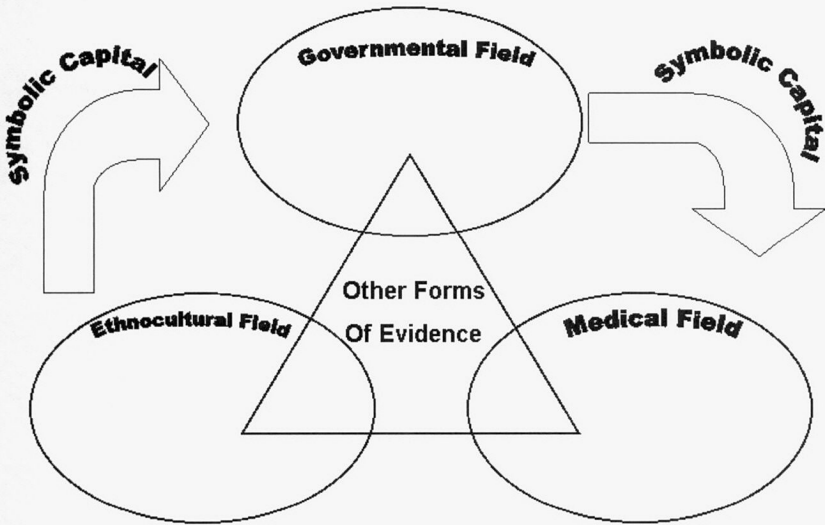 Governmental Field
Symbolic Capital
Symbolic Capital
Other Forms
Of Evidence
Ethnocultural Field
Medical Field